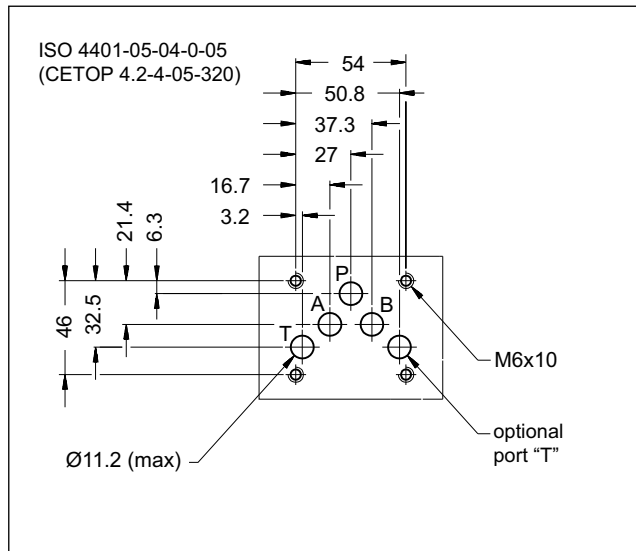 ISO 4401-05-04-0-05
(CETOP 4.2-4-05-320)
54
50.8
37.3
27
16.7
3.2
21.4
6.3
46
32.5
P
A
B
T
M6x10
Ø11.2 (max)
optional
port “T”